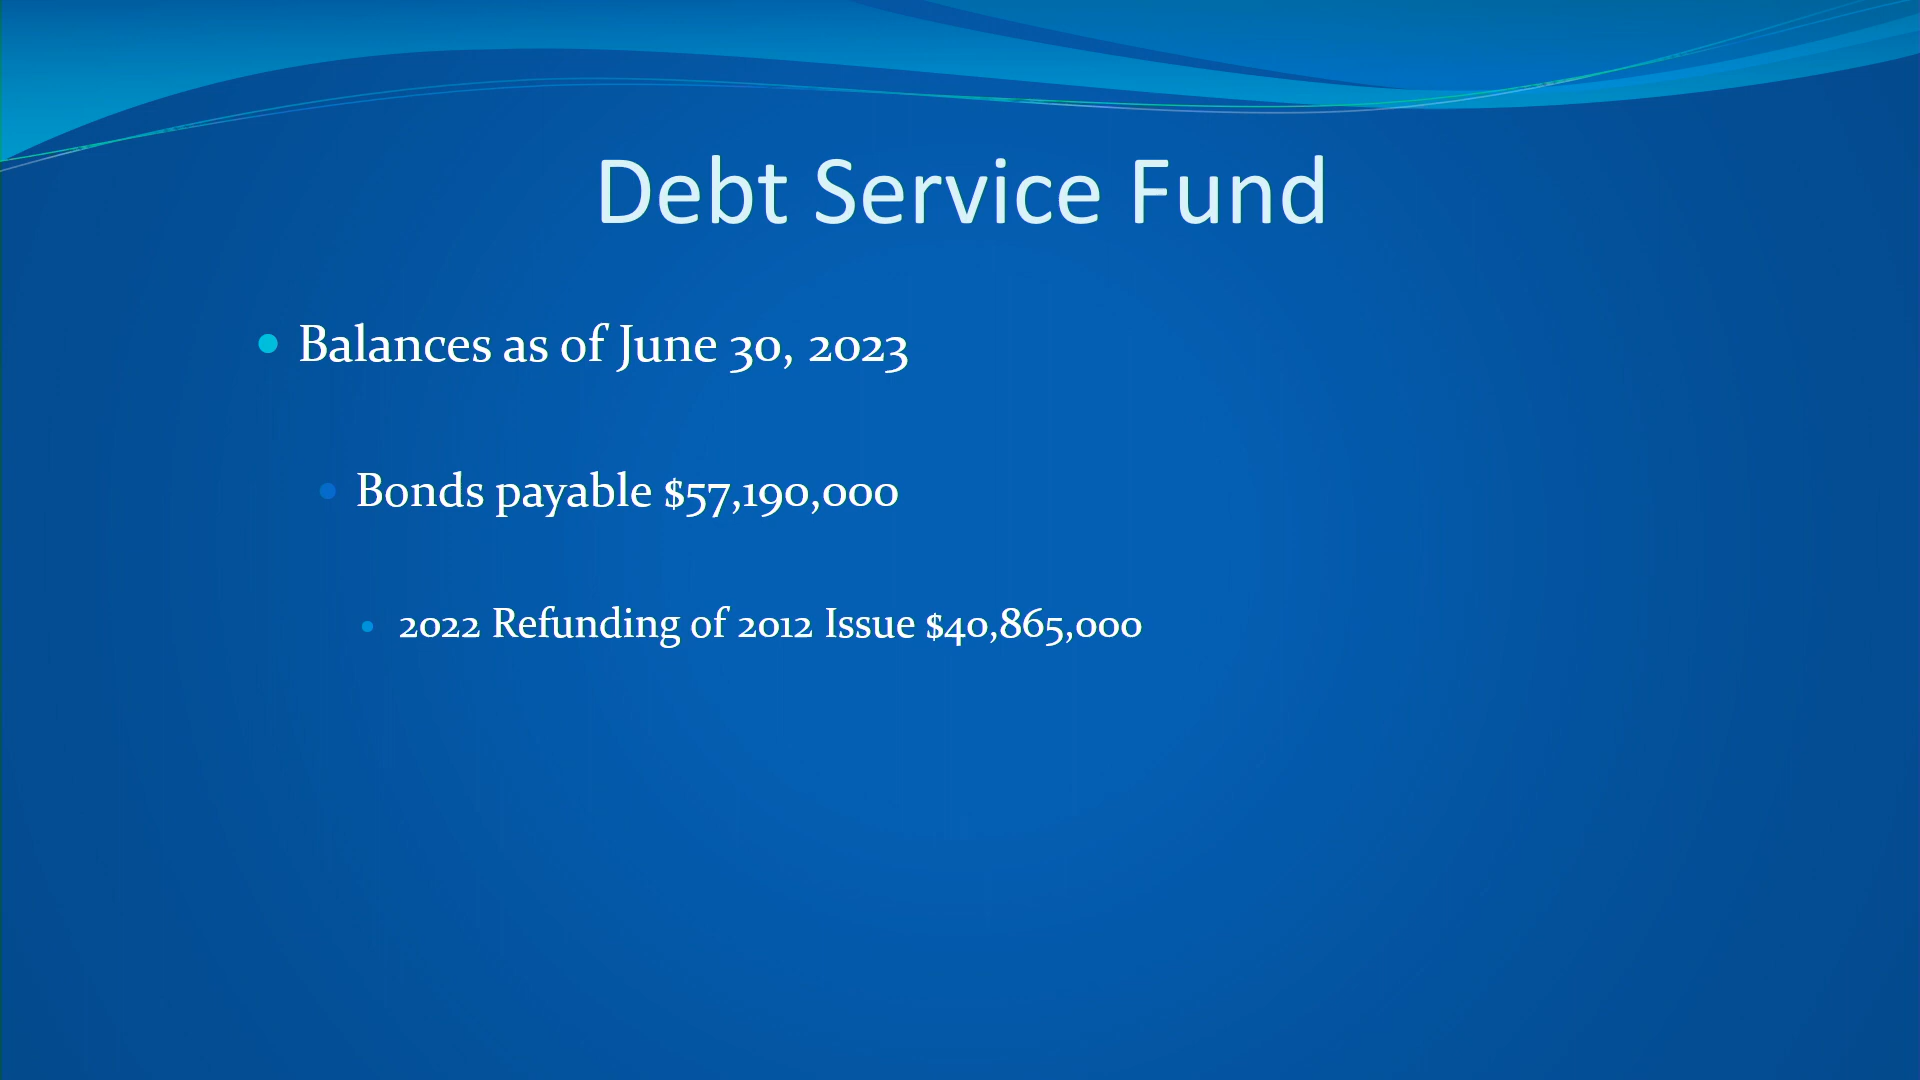 Debt Service Fund
• Balances as of June 30, 2023
• Bonds payable $57,190,000
• 2022 Refunding of 2012 Issue $40,865,000